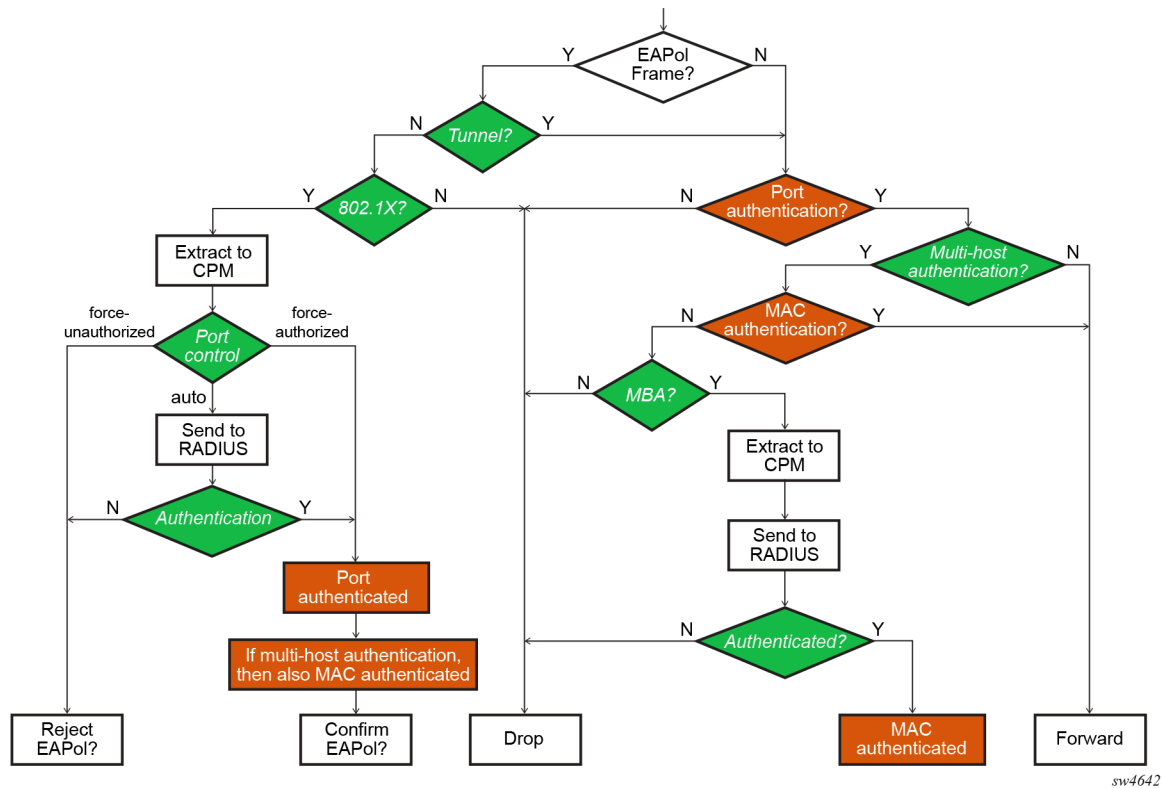 EAPol
Frame?
Y
N
Tunnel?
N
Y
802.1X?
Y
N
Port
authentication?
N
Y
Extract to
CPM
Multi-host
authentication?
Y
N
force-
unauthorized
force-
authorized
Port
control
MAC
authentication?
N
Y
auto
MBA?
N
Y
Send to
RADIUS
Extract to
CPM
Authentication
N
Y
Send to
RADIUS
Port
authenticated
If multi-host authentication,
then also MAC authenticated
Authenticated?
N
Y
Reject
EAPol?
Confirm
EAPol?
Drop
MAC
authenticated
Forward
sw4642